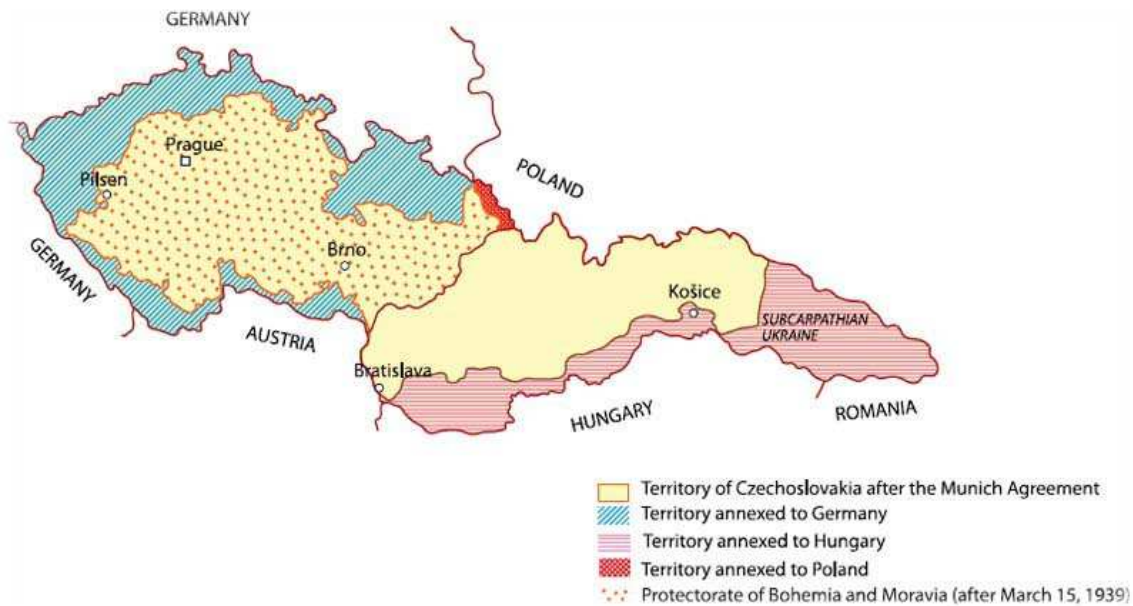 GERMANY
Prague
Pilsen
POLAND
GERMANY
Brno
AUSTRIA
Košice
SUBCARPATHIAN
UKRAINE
Bratislava
HUNGARY
ROMANIA
Territory of Czechoslovakia after the Munich Agreement
Territory annexed to Germany
Territory annexed to Hungary
Territory annexed to Poland
Protectorate of Bohemia and Moravia (after March 15, 1939)